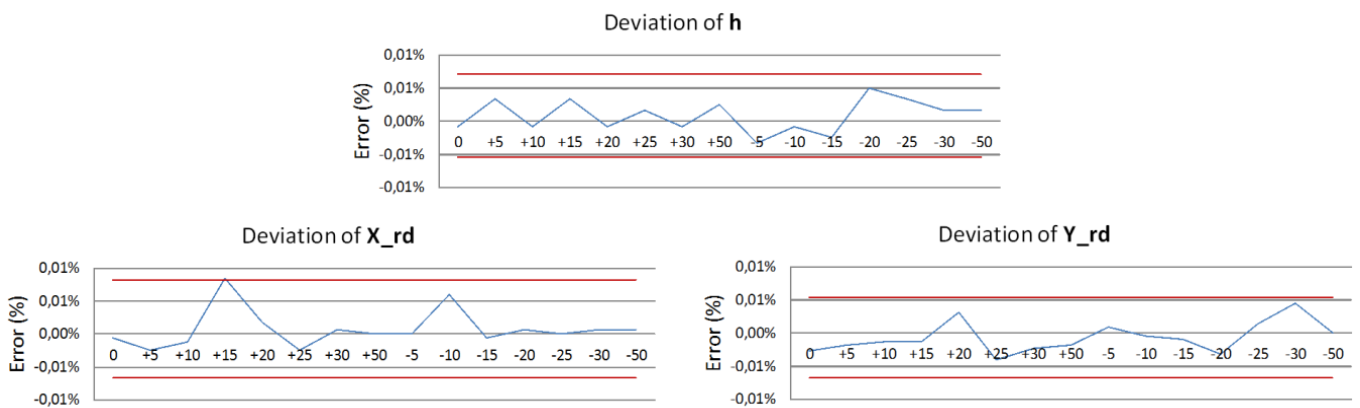 Deviation of h
Error (%)
0,01%
0,01%
0,00%
-0,01%
-0,01%
0 +5 +10 +15 +20 +25 +30 +50 -5 -10 -15 -20 -25 -30 -50
Deviation of X_rd
Error (%)
0,01%
0,01%
0,00%
-0,01%
-0,01%
0 +5 +10 +15 +20 +25 +30 +50 -5 -10 -15 -20 -25 -30 -50
Deviation of Y_rd
Error (%)
0,01%
0,01%
0,00%
-0,01%
-0,01%
0 +5 +10 +15 +20 +25 +30 +50 -5 -10 -15 -20 -25 -30 -50